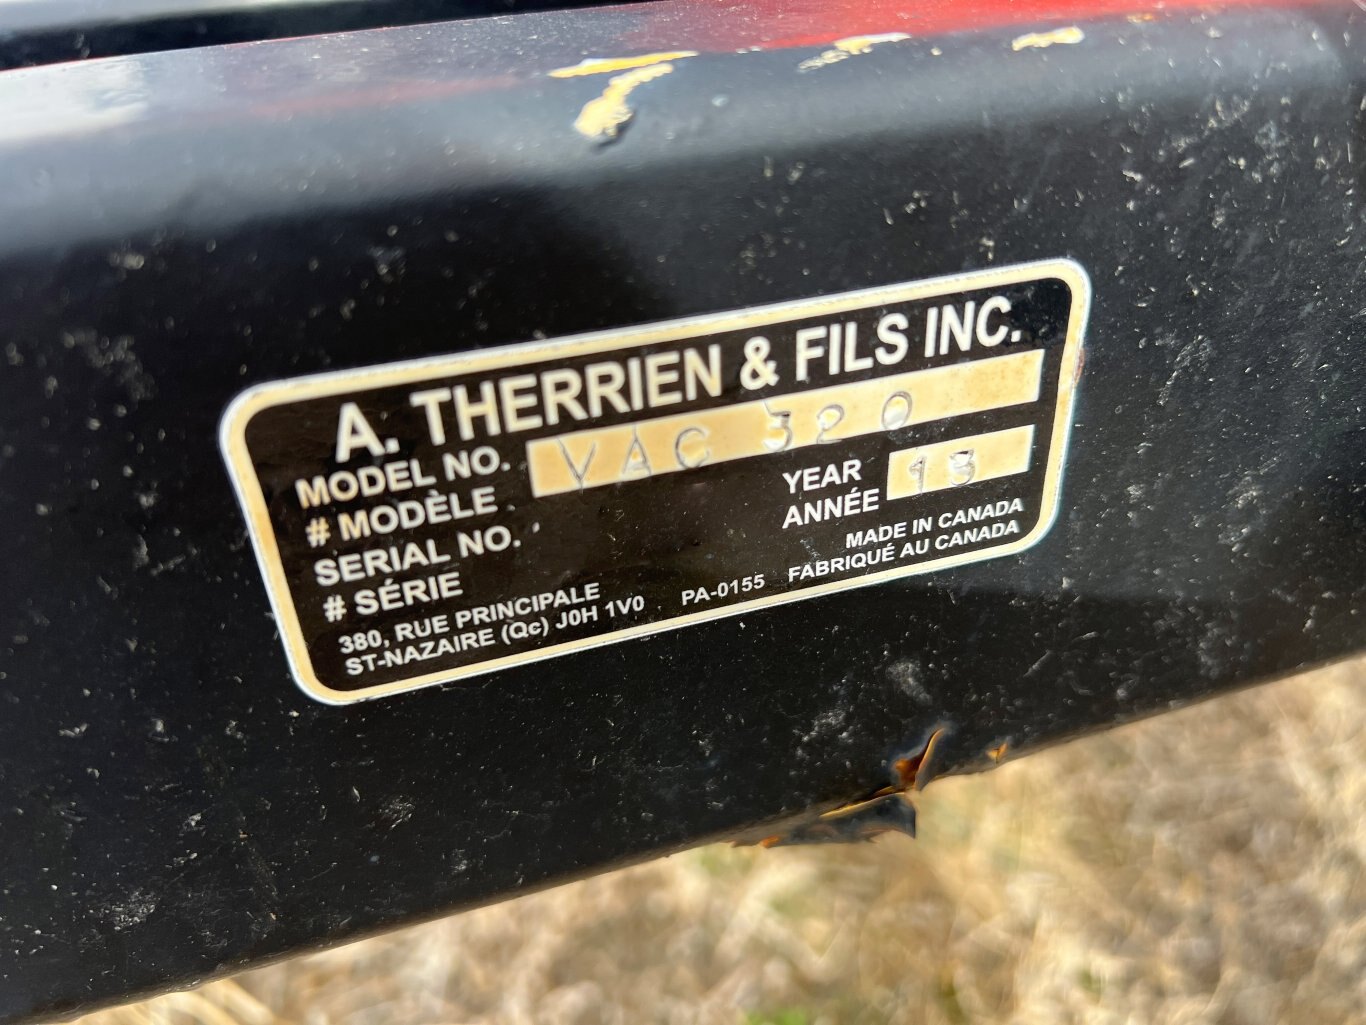 A. THERRIEN & FILS INC.
MODEL NO. VAC 320
# MODÈLE
SERIAL NO. YEAR 13
# SÉRIE ANNÉE
MADE IN CANADA
380, RUE PRINCIPALE FABRIQUÉ AU CANADA
ST-NAZAIRE (Qc) J0H 1V0 PA-0155